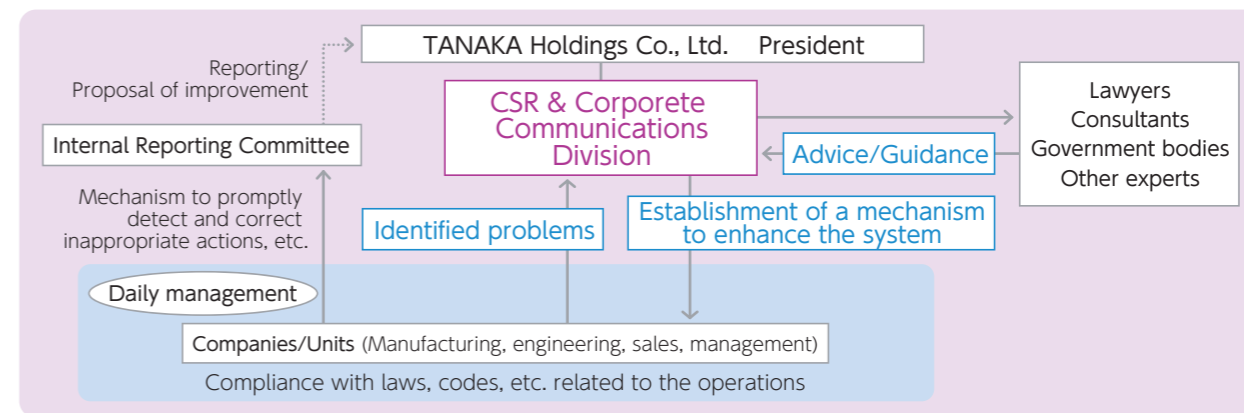 TANAKA Holdings Co., Ltd. President
Reporting/
Proposal of improvement
CSR & Corporete
Communications
Division
Lawyers
Consultants
Government bodies
Other experts
Internal Reporting Committee
Advice/Guidance
Mechanism to promptly
detect and correct
inappropriate actions, etc.
Identified problems
Establishment of a mechanism
to enhance the system
Daily management
Companies/Units (Manufacturing, engineering, sales, management)
Compliance with laws, codes, etc. related to the operations